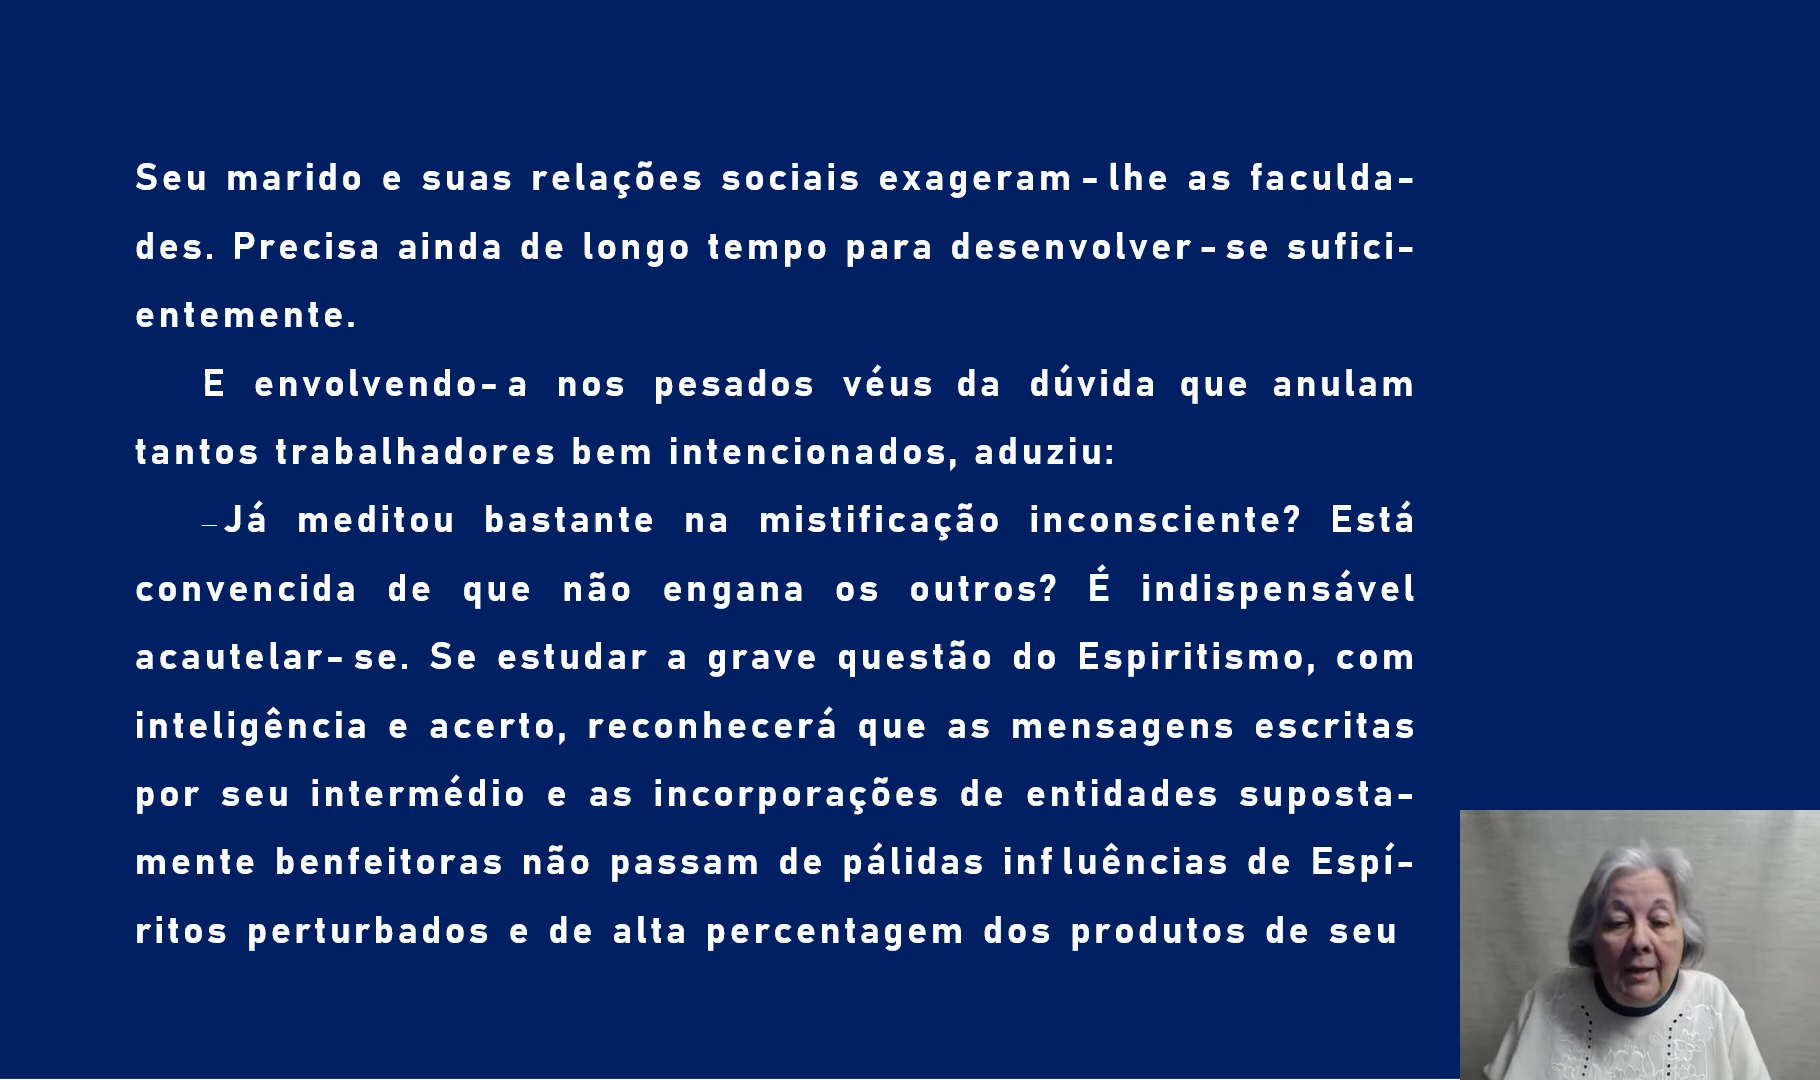 Seu marido e suas relações sociais exageram-lhe as faculda-
des. Precisa ainda de longo tempo para desenvolver-se sufici-
entemente.
E envolvendo-a nos pesados véus da dúvida que anulam
tantos trabalhadores bem intencionados, aduziu:
–Já meditou bastante na mistificação inconsciente? Está
convencida de que não engana os outros? É indispensável
acautelar-se. Se estudar a grave questão do Espiritismo, com
inteligência e acerto, reconhecerá que as mensagens escritas
por seu intermédio e as incorporações de entidades suposta-
mente benfeitoras não passam de pálidas influências de Espí-
ritos perturbados e de alta percentagem dos produtos de seu